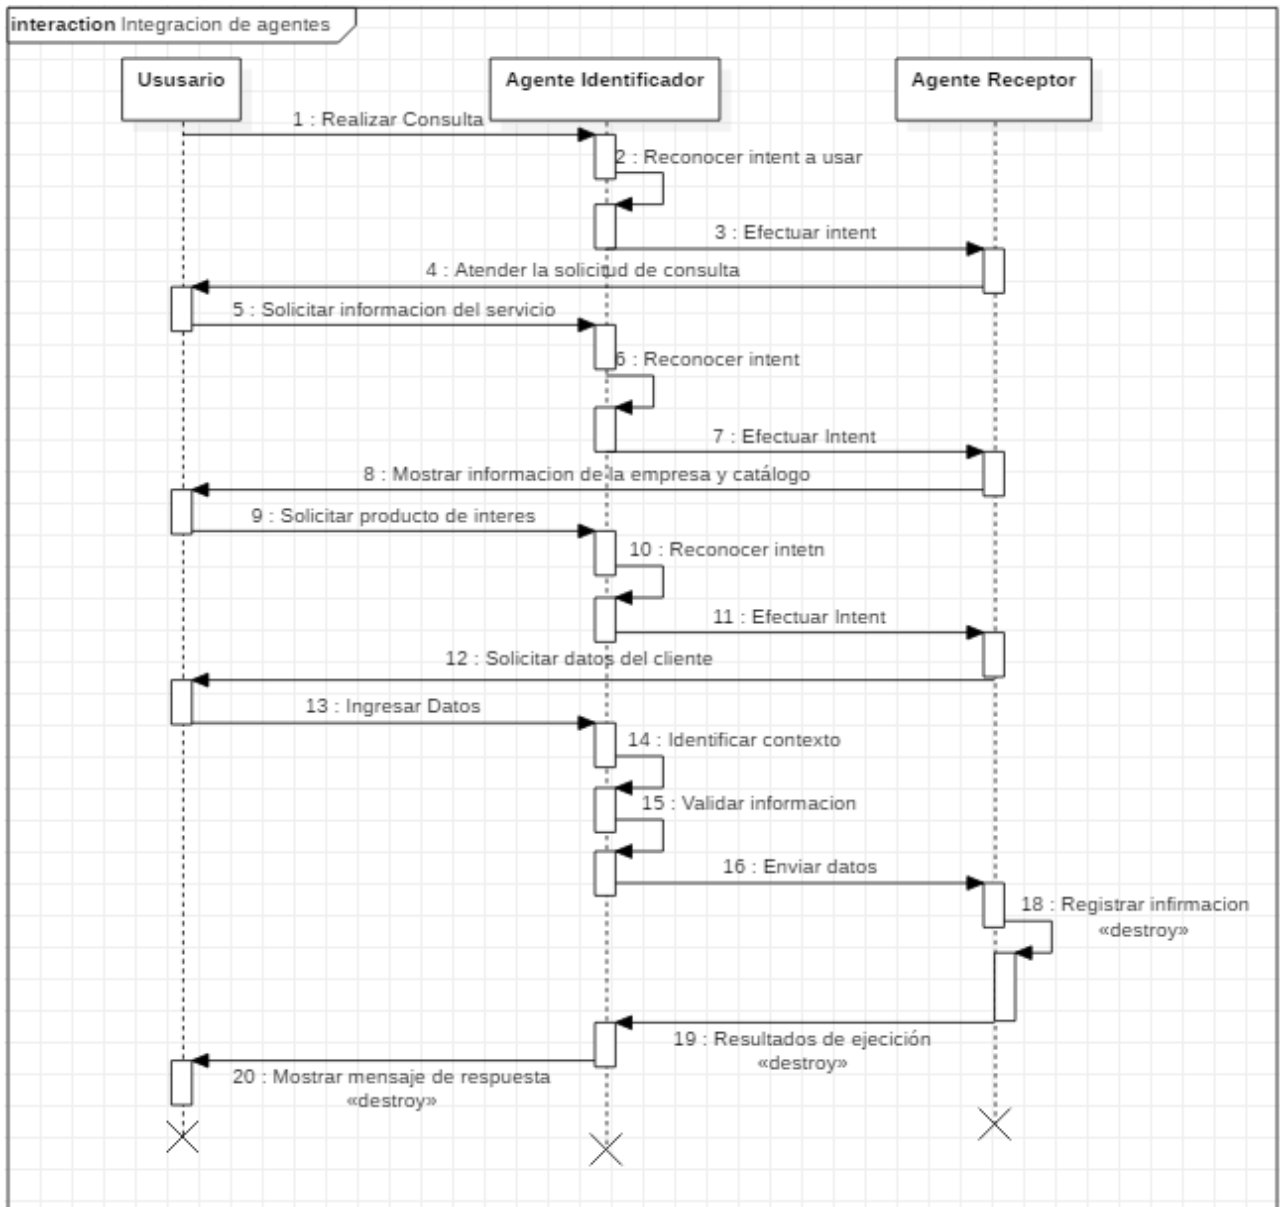 interaction Integracion de agentes
Ususario
Agente Identificador
Agente Receptor
1 : Realizar Consulta
2 : Reconocer intent a usar
3 : Efectuar intent
4 : Atender la solicitud de consulta
5 : Solicitar informacion del servicio
6 : Reconocer intent
7 : Efectuar Intent
8 : Mostrar informacion de la empresa y catálogo
9 : Solicitar producto de interes
10 : Reconocer intetn
11 : Efectuar Intent
12 : Solicitar datos del cliente
13 : Ingresar Datos
14 : Identificar contexto
15 : Validar informacion
16 : Enviar datos
18 : Registrar infirmacion
«destroy»
19 : Resultados de ejecición
«destroy»
20 : Mostrar mensaje de respuesta
«destroy»